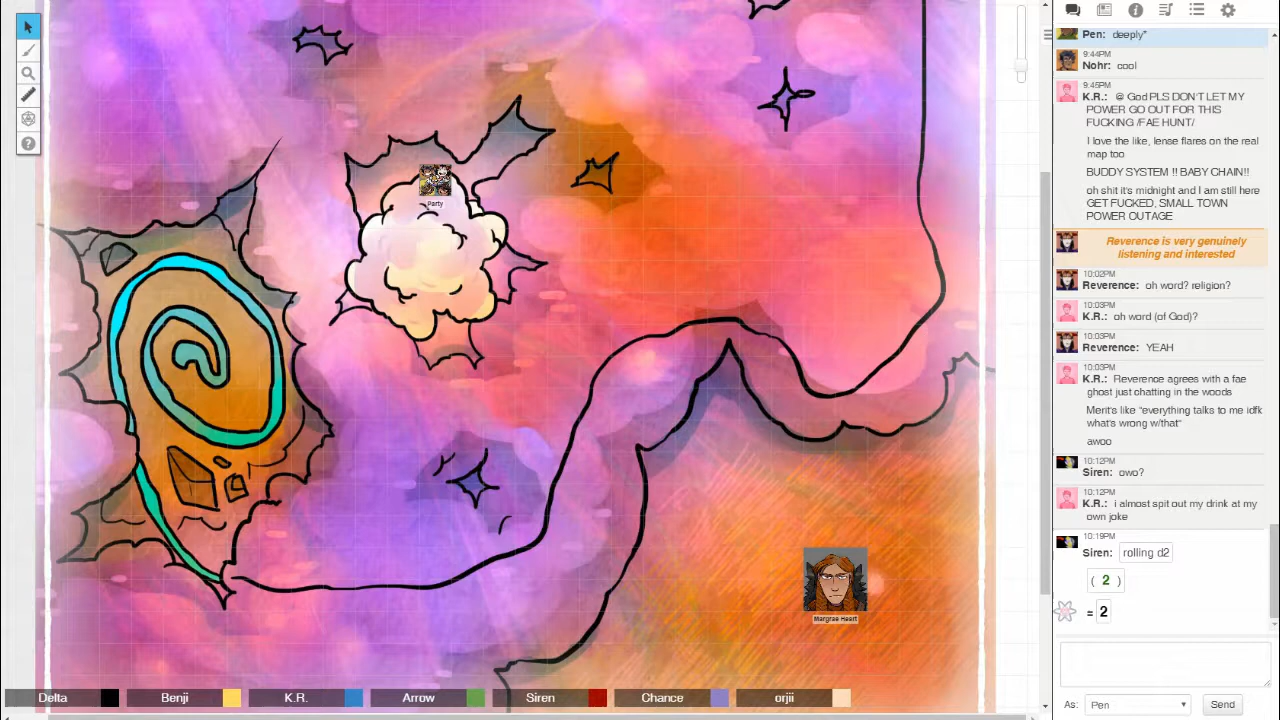 Pen: deeply"
9:44PM
Nohr: cool
9:45PM
K.R.: @ God PLS DON'T LET MY
POWER GO OUT FOR THIS
FUCKING /FAE HUNT/
I love the like, lense flares on the real
map too
BUDDY SYSTEM !! BABY CHAIN!!
oh shit it's midnight and I am still here
GET FUCKED, SMALL TOWN
POWER OUTAGE
Reverence is very genuinely
listening and interested
10:02PM
Reverence: oh word? religion?
10:03PM
K.R.: oh word (of God)?
10:03PM
Reverence: YEAH
10:03PM
K.R.: Reverence agrees with a fae
ghost just chatting in the woods
Merit's like "everything talks to me idfk
what's wrong w/that"
awoo
10:12PM
Siren: owo?
10:12PM
K.R.: i almost spit out my drink at my
own joke
10:19PM
Siren: rolling d2
( 2 )
= 2
As: Pen Send
Party
Margrae Heart
Delta Benji K.R. Arrow Siren Chance orjii